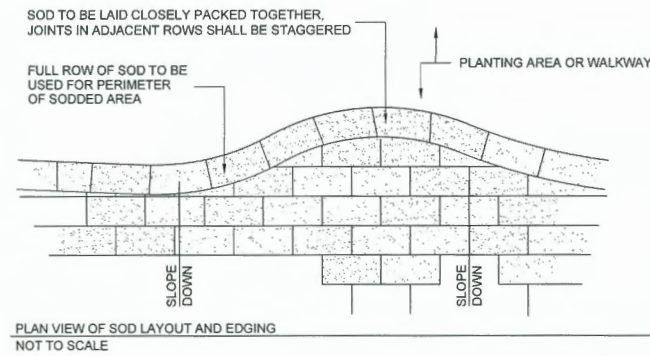 SOD TO BE LAID CLOSELY PACKED TOGETHER,
JOINTS IN ADJACENT ROWS SHALL BE STAGGERED
PLANTING AREA OR WALKWAY
FULL ROW OF SOD TO BE
USED FOR PERIMETER
OF SODDED AREA
SLOPE
DOWN
SLOPE
DOWN
PLAN VIEW OF SOD LAYOUT AND EDGING
NOT TO SCALE